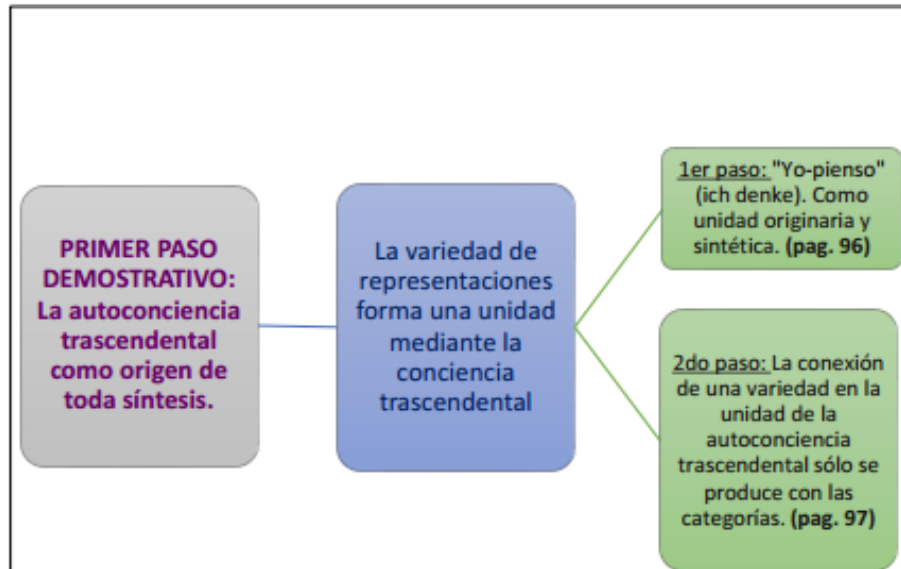 PRIMER PASO
DEMOSTRATIVO:
La autoconciencia
trascendental
como origen de
toda síntesis.
La variedad de
representaciones
forma una unidad
mediante la
conciencia
trascendental
1er paso: "Yo-pienso"
(ich denke). Como
unidad originaria y
sintética. (pag. 96)
2do paso: La conexión
de una variedad en la
unidad de la
autoconciencia
trascendental sólo se
produce con las
categorías. (pag. 97)